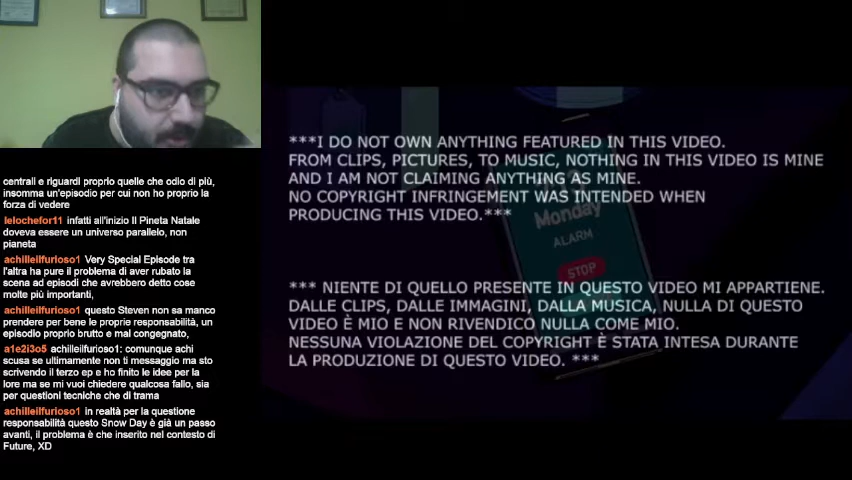 centrali e riguardi proprio quelle che odio di più,
insomma un'episodio per cui non ho proprio la
forza di vedere
lelochefor11 infatti all'inizio Il Pineta Natale
doveva essere un universo parallelo, non
pianeta
achilleilfurioso1 Very Special Episode tra
l'altra ha pure il problema di aver rubato la
scena ad episodi che avrebbero detto cose
molte più importanti,
achilleilfurioso1 questo Steven non sa manco
prendere per bene le proprie responsabilità, un
episodio proprio brutto e mal congegnato,
a1e2i3o5 achilleilfurioso1: comunque achi
scusa se ultimamente non ti messaggio ma sto
scrivendo il terzo ep e ho finito le idee per la
lore ma se mi vuoi chiedere qualcosa fallo, sia
per questioni tecniche che di trama
achilleilfurioso1 in realtà per la questione
responsabilità questo Snow Day è già un passo
avanti, il problema è che inserito nel contesto di
Future, XD
***I DO NOT OWN ANYTHING FEATURED IN THIS VIDEO.
FROM CLIPS, PICTURES, TO MUSIC, NOTHING IN THIS VIDEO IS MINE
AND I AM NOT CLAIMING ANYTHING AS MINE.
NO COPYRIGHT INFRINGEMENT WAS INTENDED WHEN
PRODUCING THIS VIDEO.***
Monday
ALARM
STOP
*** NIENTE DI QUELLO PRESENTE IN QUESTO VIDEO MI APPARTIENE.
DALLE CLIPS, DALLE IMMAGINI, DALLA MUSICA, NULLA DI QUESTO
VIDEO È MIO E NON RIVENDICO NULLA COME MIO.
NESSUNA VIOLAZIONE DEL COPYRIGHT È STATA INTESA DURANTE
LA PRODUZIONE DI QUESTO VIDEO. ***